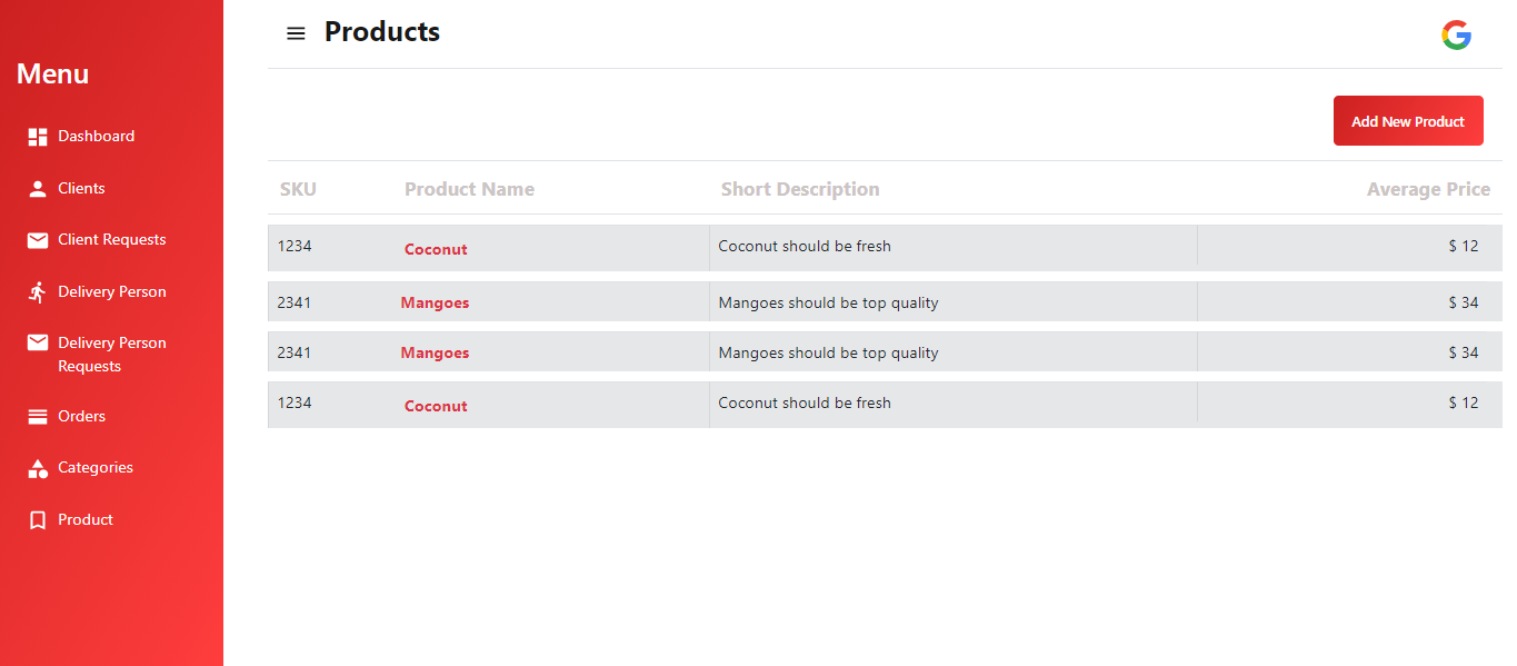 Menu
Dashboard
Clients
Client Requests
Delivery Person
Delivery Person
Requests
Orders
Categories
Product
Products
Add New Product
SKU Product Name Short Description Average Price
1234 Coconut Coconut should be fresh $ 12
2341 Mangoes Mangoes should be top quality $ 34
2341 Mangoes Mangoes should be top quality $ 34
1234 Coconut Coconut should be fresh $ 12